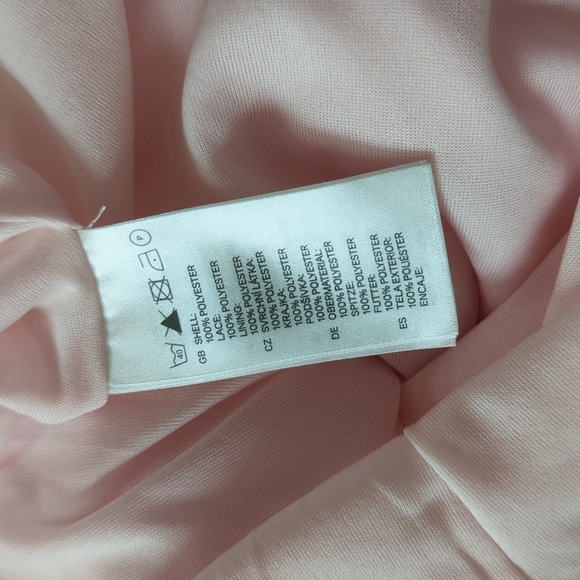 40
P
GB SHELL:
100% POLYESTER
LACE:
100% POLYESTER
LINING:
100% POLYESTER
CZ SVRCHNÍ LÁTKA:
100% POLYESTER
KRAJKA:
100% POLYESTER
PODŠÍVKA:
100% POLYESTER
DE OBERMATERIAL:
100% POLYESTER
SPITZE:
100% POLYESTER
FUTTER:
100% POLYESTER
ES TELA EXTERIOR:
100% POLIÉSTER
ENCAJE: